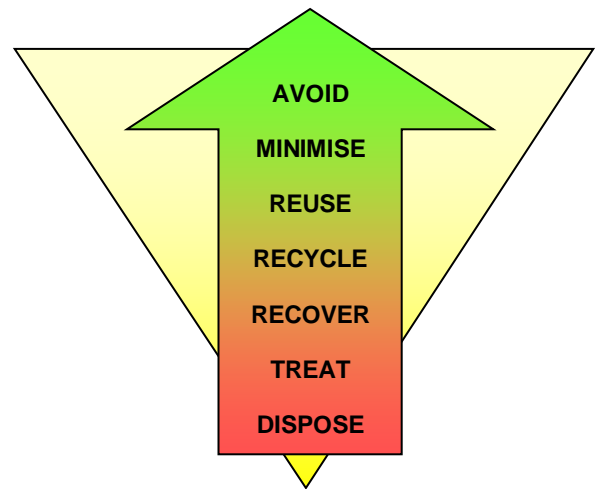 AVOID
MINIMISE
REUSE
RECYCLE
RECOVER
TREAT
DISPOSE